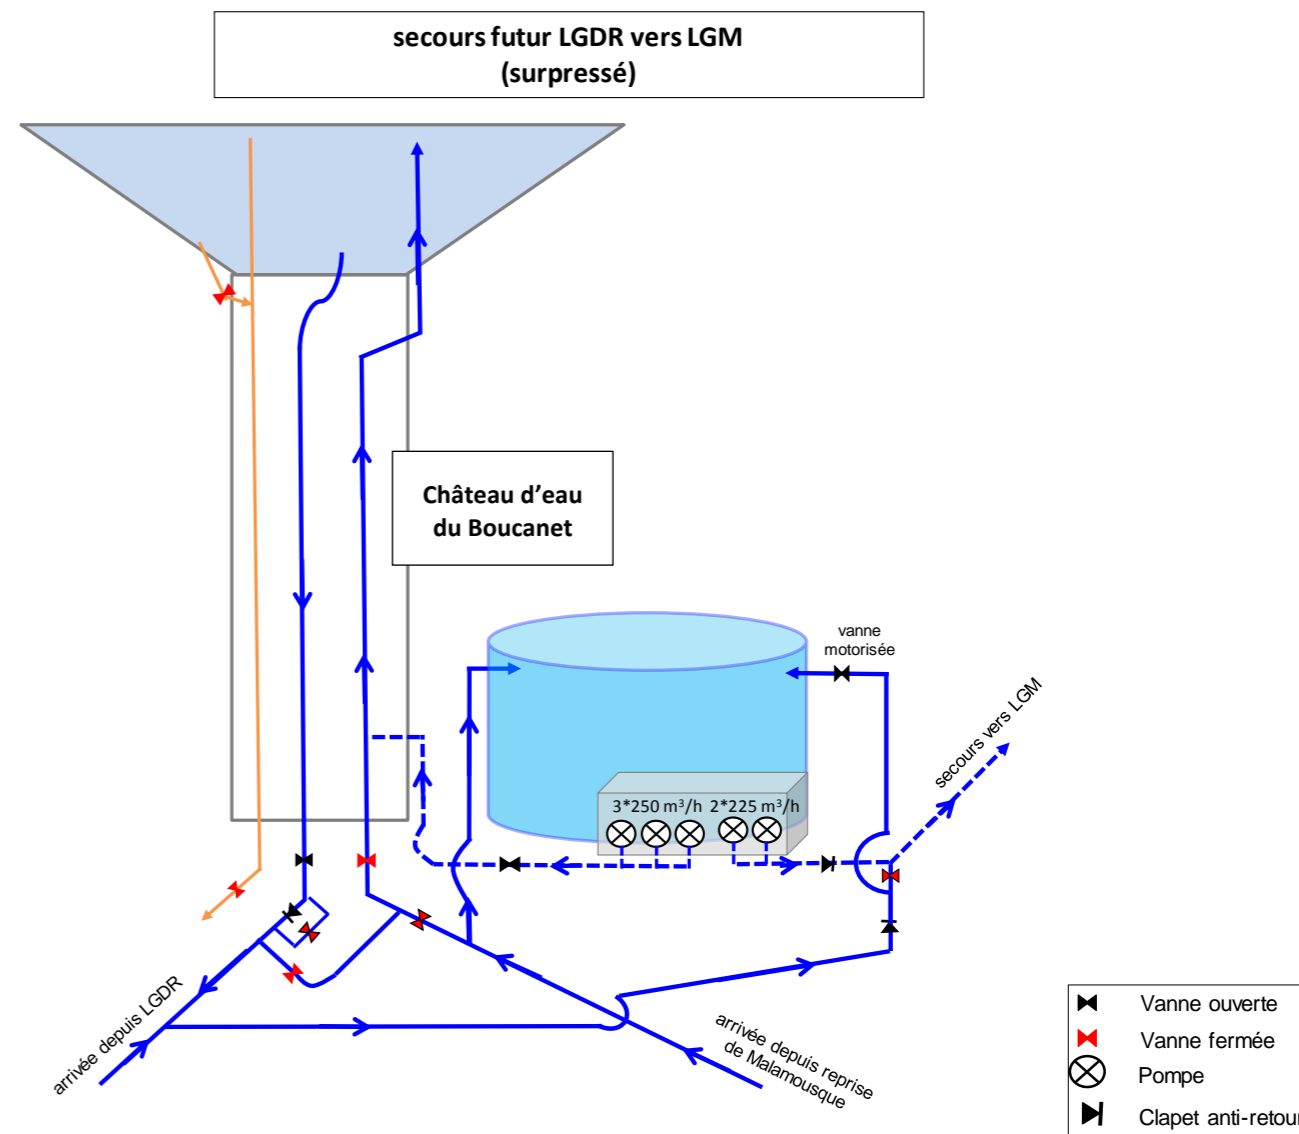 secours futur LGDR vers LGM
(surpressé)
Château d’eau
du Boucanet
vanne
motorisée
secours vers LGM
3*250 m³/h
2*225 m³/h
arrivée depuis LGDR
arrivée depuis reprise
de Malamousque
Vanne ouverte
Vanne fermée
Pompe
Clapet anti-retour